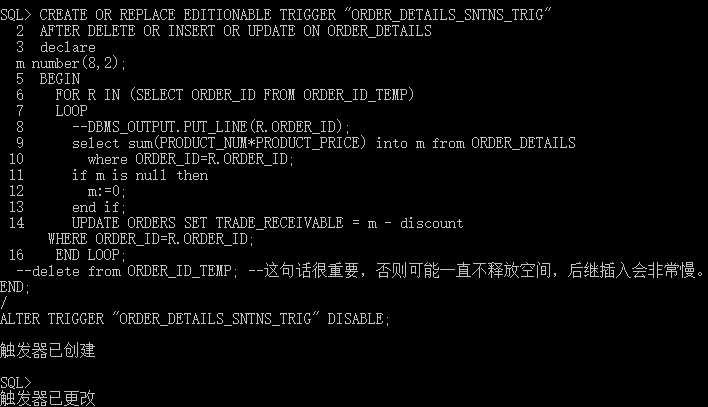 SQL> CREATE OR REPLACE EDITIONABLE TRIGGER "ORDER_DETAILS_SNTNS_TRIG"
2 AFTER DELETE OR INSERT OR UPDATE ON ORDER_DETAILS
3 declare
m number(8,2);
5 BEGIN
6 FOR R IN (SELECT ORDER_ID FROM ORDER_ID_TEMP)
7 LOOP
8 --DBMS_OUTPUT.PUT_LINE(R.ORDER_ID);
9 select sum(PRODUCT_NUM*PRODUCT_PRICE) into m from ORDER_DETAILS
10 where ORDER_ID=R.ORDER_ID;
11 if m is null then
12 m:=0;
13 end if;
14 UPDATE ORDERS SET TRADE_RECEIVABLE = m - discount
WHERE ORDER_ID=R.ORDER_ID;
16 END LOOP;
--delete from ORDER_ID_TEMP; --这句话很重要，否则可能一直不释放空间，后继插入会非常慢。
END;
/
ALTER TRIGGER "ORDER_DETAILS_SNTNS_TRIG" DISABLE;
触发器已创建
SQL>
触发器已更改